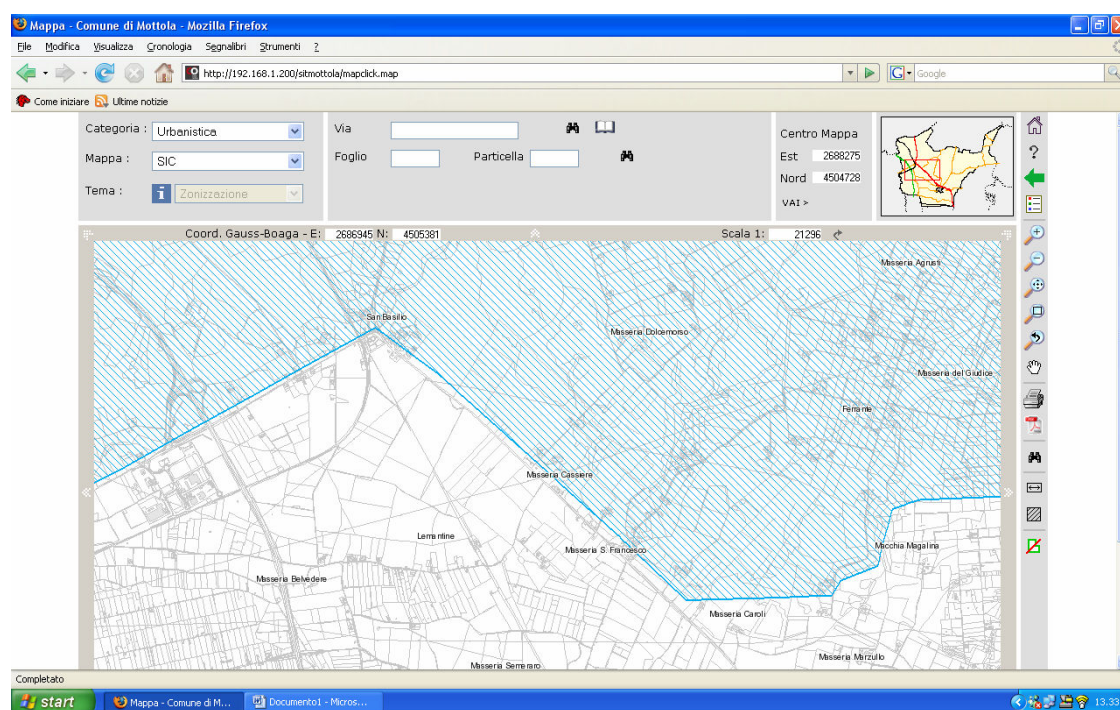 Mappa - Comune di Mottola - Mozilla Firefox
File Modifica Visualizza Cronologia Segnalibri Strumenti ?
http://192.168.1.200/sitmottola/mapclick.map
Google
Come iniziare Ultime notizie
Categoria : Urbanistica Via
Mappa : SIC Foglio Particella
Tema : Zonizzazione
Centro Mappa
Est 2688275
Nord 4504728
VAI >
Coord. Gauss-Boaga - E: 2686945 N: 4505381 Scala 1: 21296
Masseria Agrusti
San Basilio
Masseria Dolcemorso
Masseria del Giudice
Ferrante
Masseria Cassiere
Lemarine
Masseria S. Francesco
Macchia Magalina
Masseria Belvedere
Masseria Caroli
Masseria Marzullo
Masseria Semeraro
Completato
start Mappa - Comune di M... Documento1 - Micros... 13.33